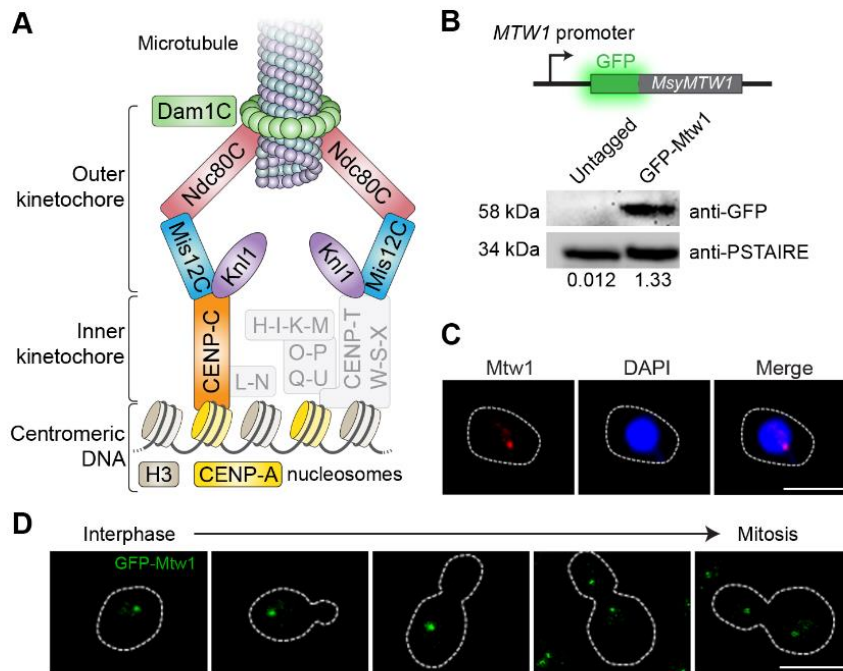 A
Microtubule
Dam1C
Ndc80C
Ndc80C
Outer
kinetochore
Mis12C
Knl1
Knl1
Mis12C
Inner
kinetochore
CENP-C
H-I-K-M
O-P
Q-U
L-N
CENP-T
W-S-X
Centromeric
DNA
H3
CENP-A
nucleosomes
B
MTW1 promoter
GFP
MsyMTW1
Untagged
GFP-Mtw1
58 kDa
anti-GFP
34 kDa
anti-PSTAIRE
0.012 1.33
C
Mtw1 DAPI Merge
D
Interphase Mitosis
GFP-Mtw1